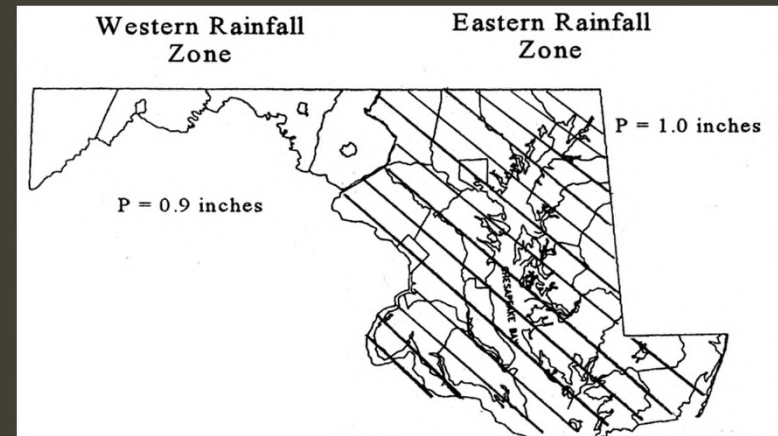 Western Rainfall
Zone
Eastern Rainfall
Zone
P = 1.0 inches
P = 0.9 inches
CHESAPEAKE BAY